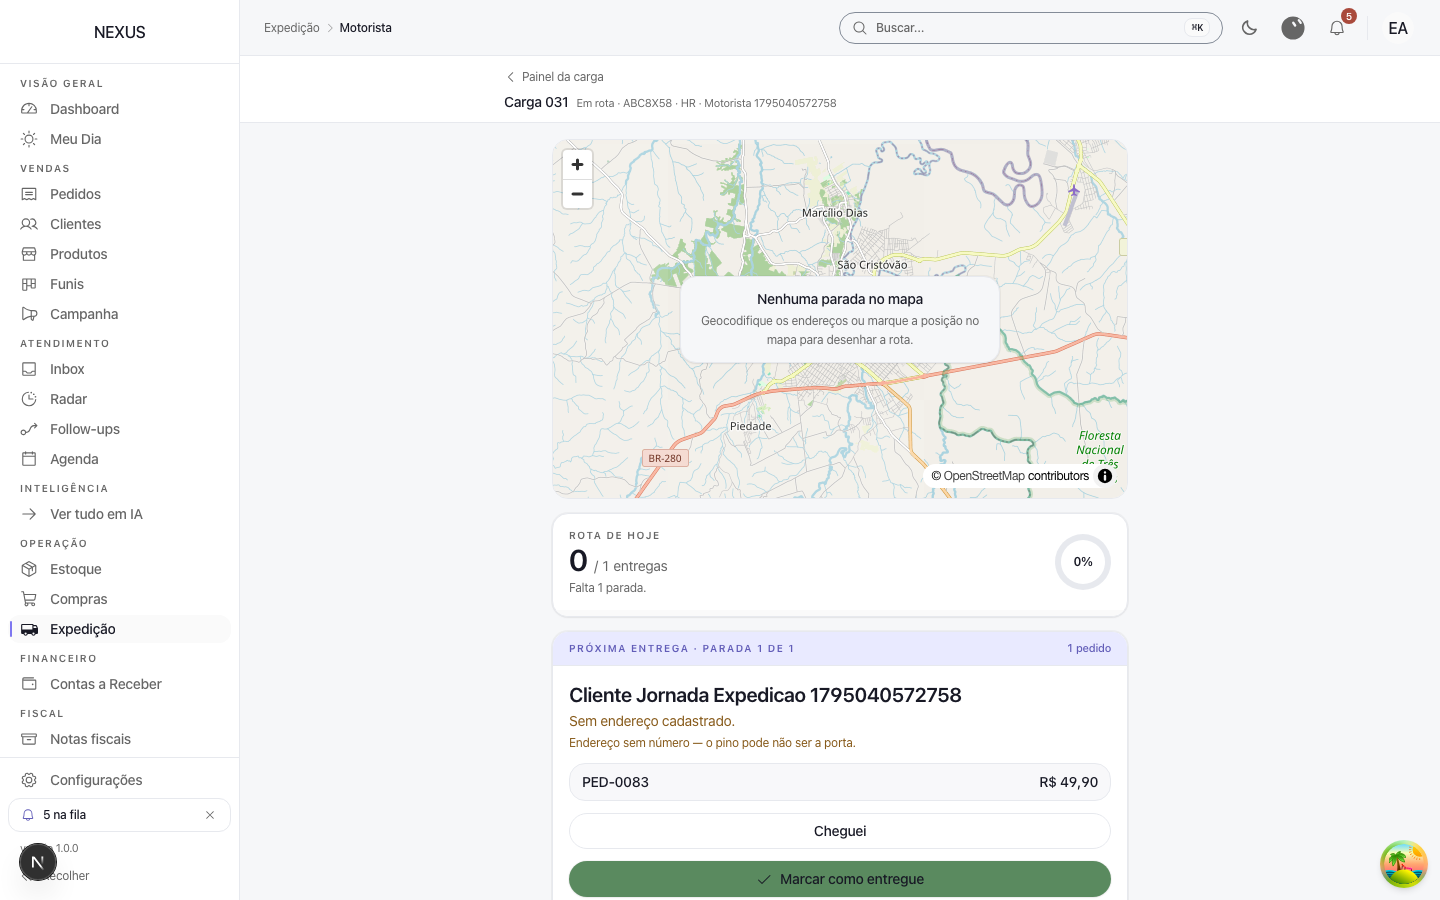 NEXUS
VISÃO GERAL
Dashboard
Meu Dia
VENDAS
Pedidos
Clientes
Produtos
Funis
Campanha
ATENDIMENTO
Inbox
Radar
Follow-ups
Agenda
INTELIGÊNCIA
Ver tudo em IA
OPERAÇÃO
Estoque
Compras
Expedição
FINANCEIRO
Contas a Receber
FISCAL
Notas fiscais
Configurações
5 na fila
1.0.0
N
Expedição > Motorista
Buscar...
⌘K
5
EA
Painel da carga
Carga 031 Em rota · ABC8X58 · HR · Motorista 1795040572758
+
−
Marcílio Dias
São Cristóvão
Nenhuma parada no mapa
Geocodifique os endereços ou marque a posição no
mapa para desenhar a rota.
Piedade
BR-280
Floresta
Nacional
de Três
© OpenStreetMap contributors
ROTA DE HOJE
0 / 1 entregas
Falta 1 parada.
0%
PRÓXIMA ENTREGA · PARADA 1 DE 1
1 pedido
Cliente Jornada Expedicao 1795040572758
Sem endereço cadastrado.
Endereço sem número — o pino pode não ser a porta.
PED-0083
R$ 49,90
Cheguei
Marcar como entregue